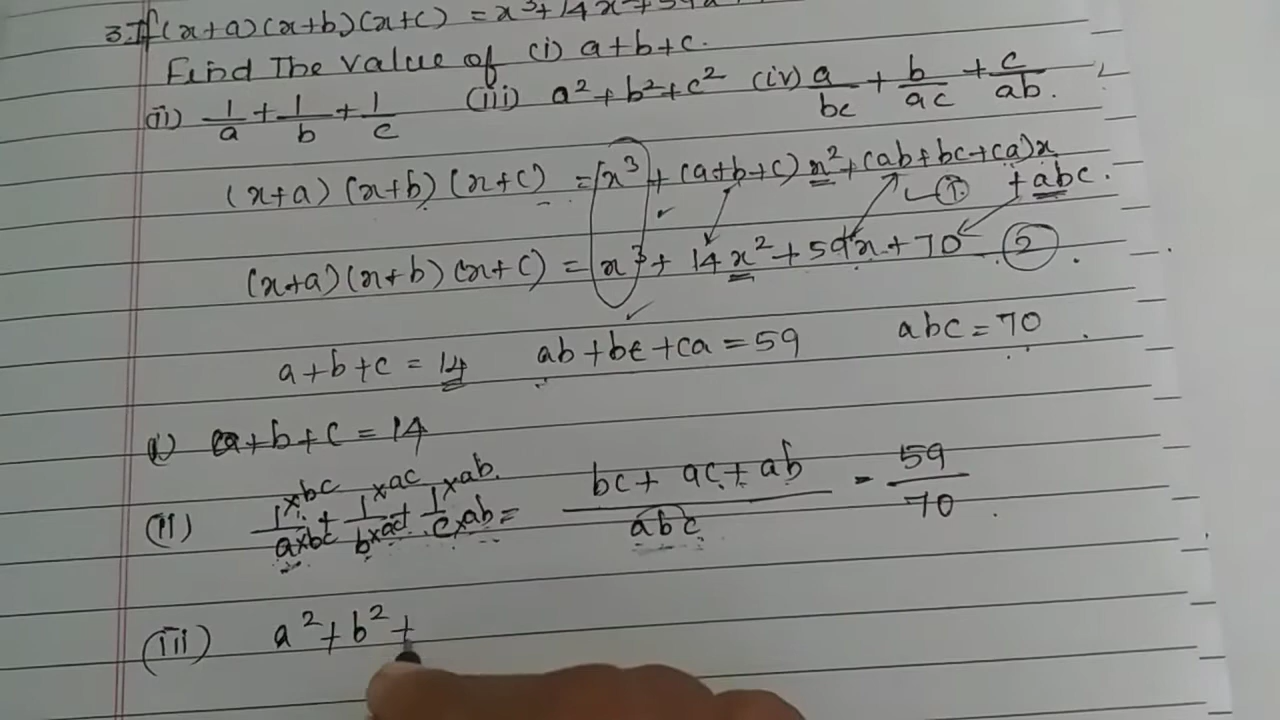 3. If (x+a)(x+b)(x+c) = x³+14x²+59x
Find The value of (i) a+b+c.
(ii) 1/a + 1/b + 1/c (iii) a²+b²+c² (iv) a/bc + b/ac + c/ab.
(x+a)(x+b)(x+c) = x³ + (a+b+c)x² + (ab+bc+ca)x
① + abc.
(x+a)(x+b)(x+c) = x³ + 14x² + 59x + 70 ②.
a+b+c = 14 ab+bc+ca = 59 abc = 70.
(i) a+b+c = 14
(ii) 1×bc/a×bc + 1×ac/b×ac + 1×ab/c×ab = bc+ac+ab/abc = 59/70.
(iii) a²+b²+